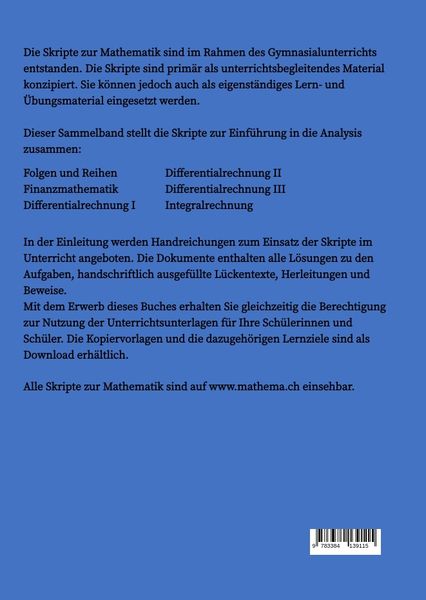 Die Skripte zur Mathematik sind im Rahmen des Gymnasialunterrichts
entstanden. Die Skripte sind primär als unterrichtsbegleitendes Material
konzipiert. Sie können jedoch auch als eigenständiges Lern- und
Übungsmaterial eingesetzt werden.
Dieser Sammelband stellt die Skripte zur Einführung in die Analysis
zusammen:
Folgen und Reihen Differentialrechnung II
Finanzmathematik Differentialrechnung III
Differentialrechnung I Integralrechnung
In der Einleitung werden Handreichungen zum Einsatz der Skripte im
Unterricht angeboten. Die Dokumente enthalten alle Lösungen zu den
Aufgaben, handschriftlich ausgefüllte Lückentexte, Herleitungen und
Beweise.
Mit dem Erwerb dieses Buches erhalten Sie gleichzeitig die Berechtigung
zur Nutzung der Unterrichtsunterlagen für Ihre Schülerinnen und
Schüler. Die Kopiervorlagen und die dazugehörigen Lernziele sind als
Download erhältlich.
Alle Skripte zur Mathematik sind auf www.mathema.ch einsehbar.
9 783384 139115